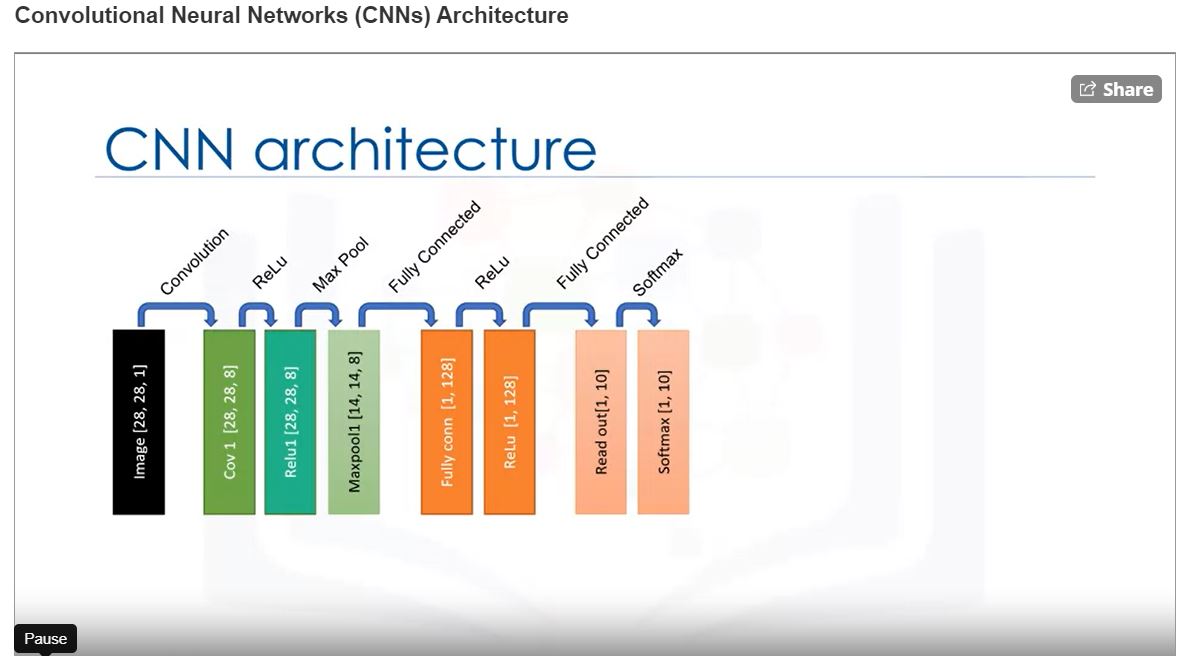 Convolutional Neural Networks (CNNs) Architecture
Share
CNN architecture
Convolution
ReLu
Max Pool
Fully Connected
ReLu
Fully Connected
Softmax
Image [28, 28, 1]
Cov 1 [28, 28, 8]
Relu1 [28, 28, 8]
Maxpool1 [14, 14, 8]
Fully conn [1, 128]
ReLu [1, 128]
Read out[1, 10]
Softmax [1, 10]
Pause